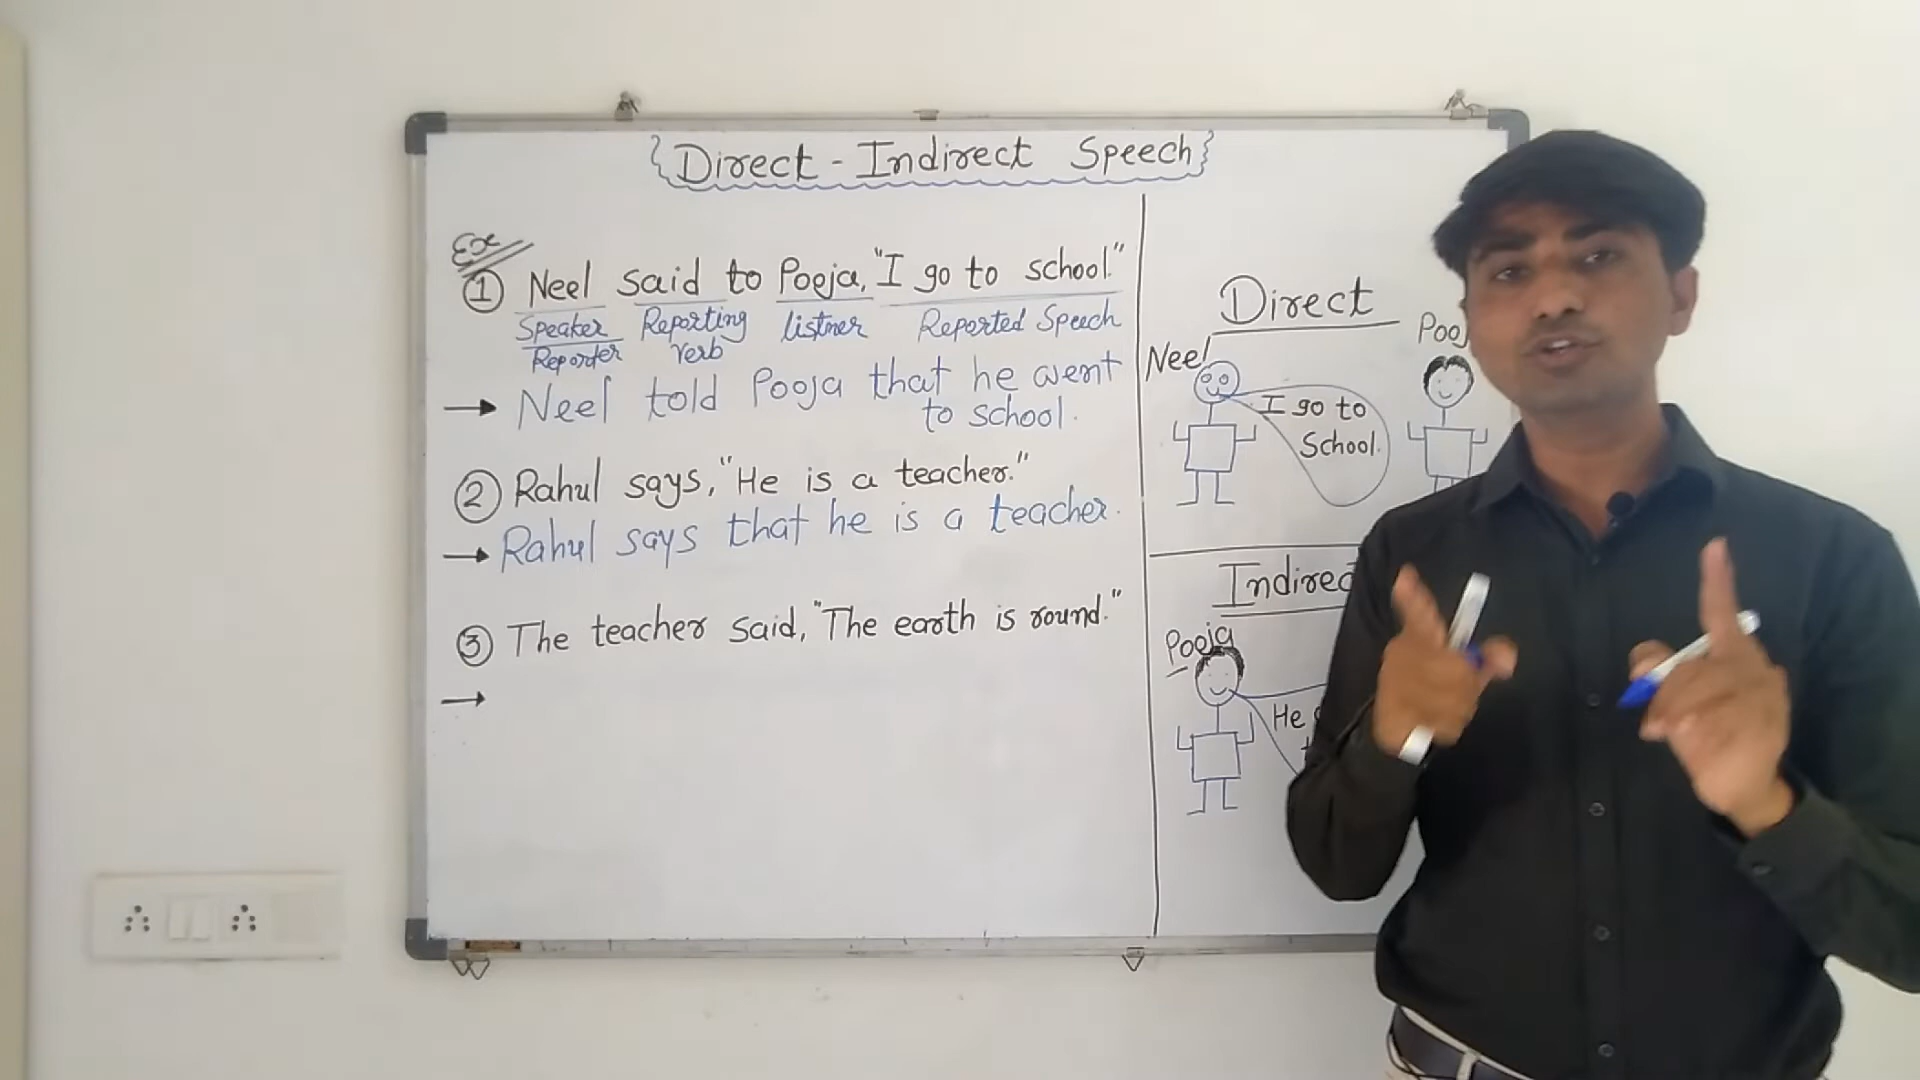 Direct - Indirect Speech
Ex
① Neel said to Pooja, "I go to school."
Speaker Reporting listner Reported Speech
Reporter verb
→ Neel told Pooja that he went
to school.
② Rahul says, "He is a teacher."
→ Rahul says that he is a teacher.
③ The teacher said, "The earth is round."
→
Direct
Neel
Pooj
I go to
School.
Indirec
Pooja
He